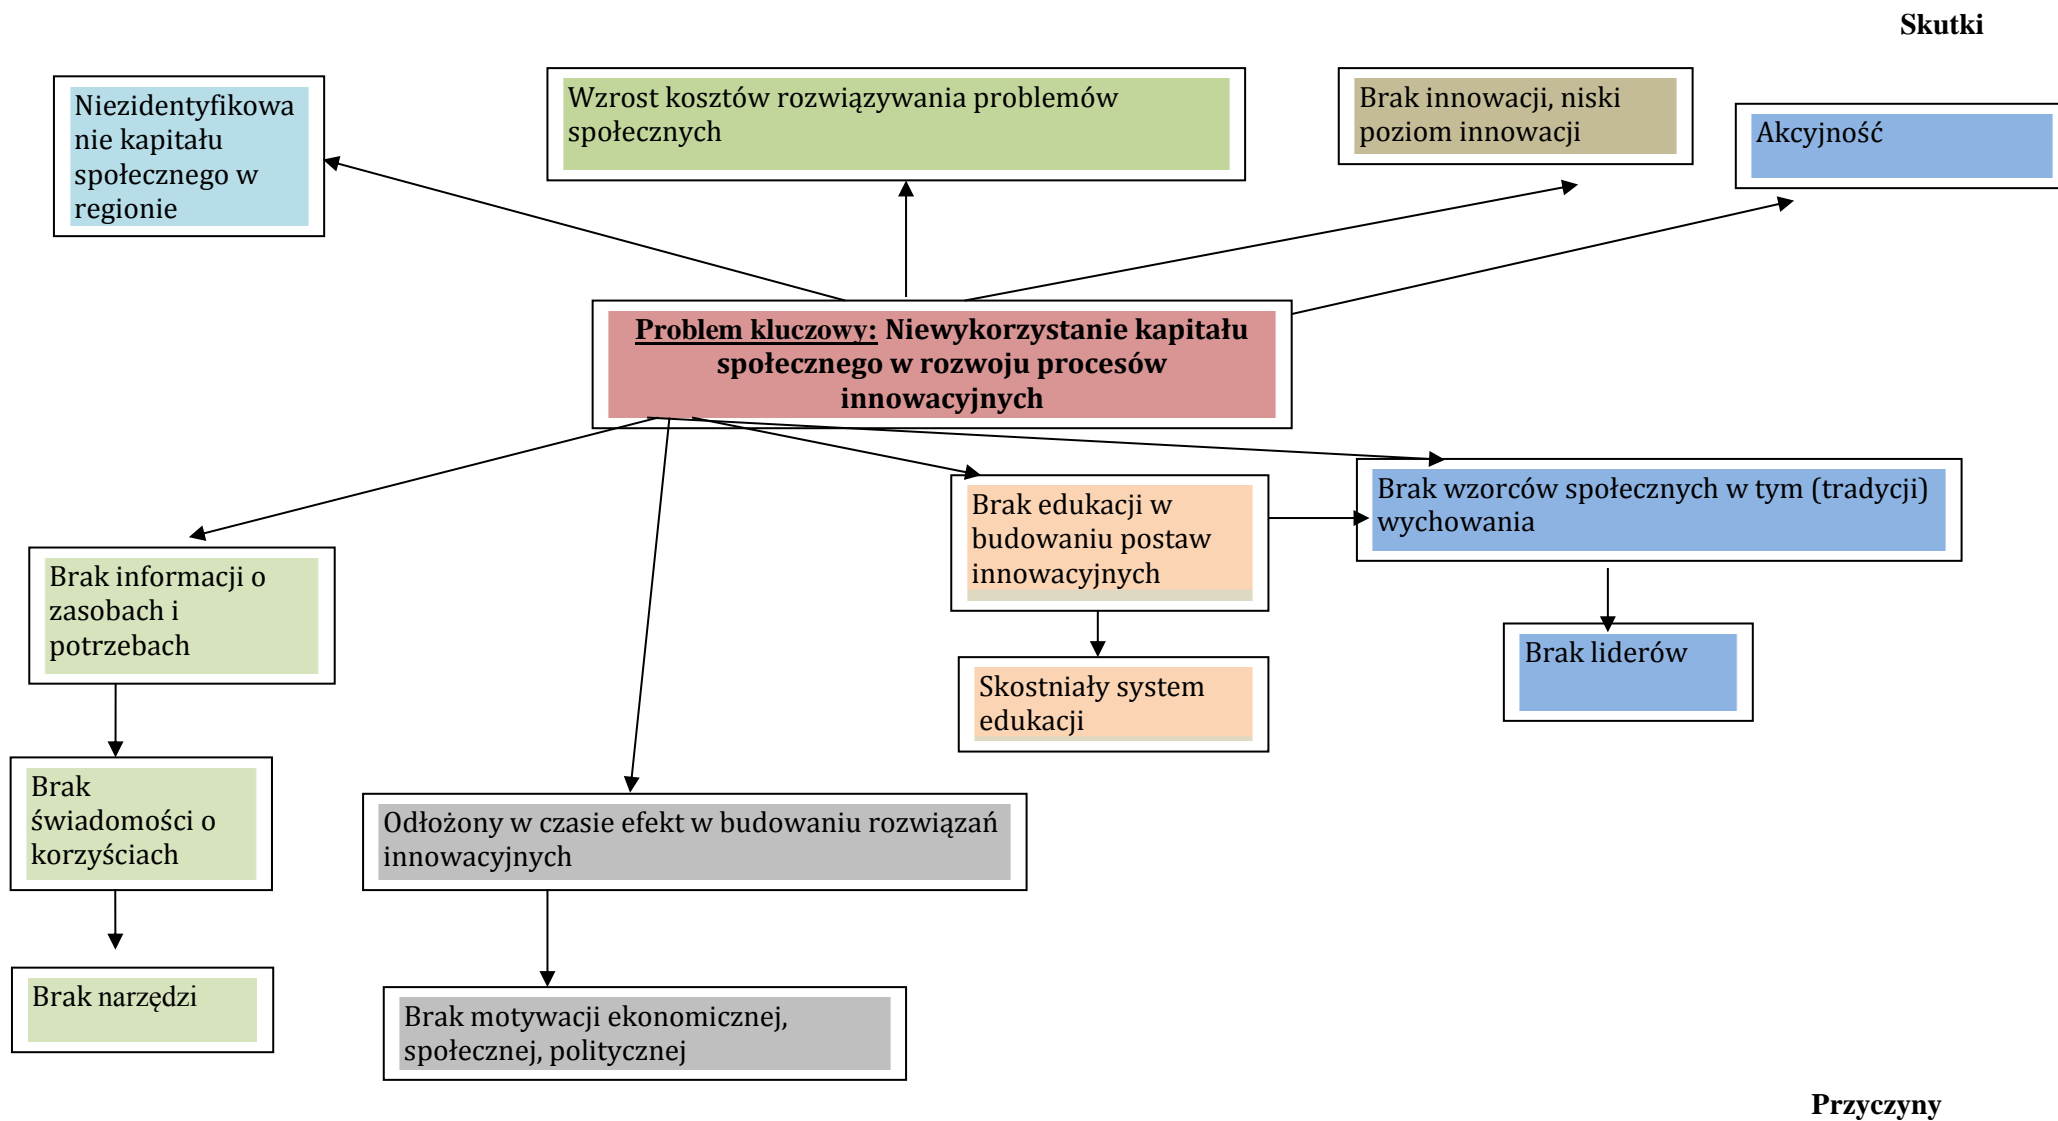 Skutki
Niezidentyfikowa
nie kapitału
społecznego w
regionie
Wzrost kosztów rozwiązywania problemów
społecznych
Brak innowacji, niski
poziom innowacji
Akcyjność
Problem kluczowy: Niewykorzystanie kapitału
społecznego w rozwoju procesów
innowacyjnych
Brak informacji o
zasobach i
potrzebach
Brak edukacji w
budowaniu postaw
innowacyjnych
Brak wzorców społecznych w tym (tradycji)
wychowania
Skostniały system
edukacji
Brak liderów
Brak
świadomości o
korzyściach
Odłożony w czasie efekt w budowaniu rozwiązań
innowacyjnych
Brak narzędzi
Brak motywacji ekonomicznej,
społecznej, politycznej
Przyczyny